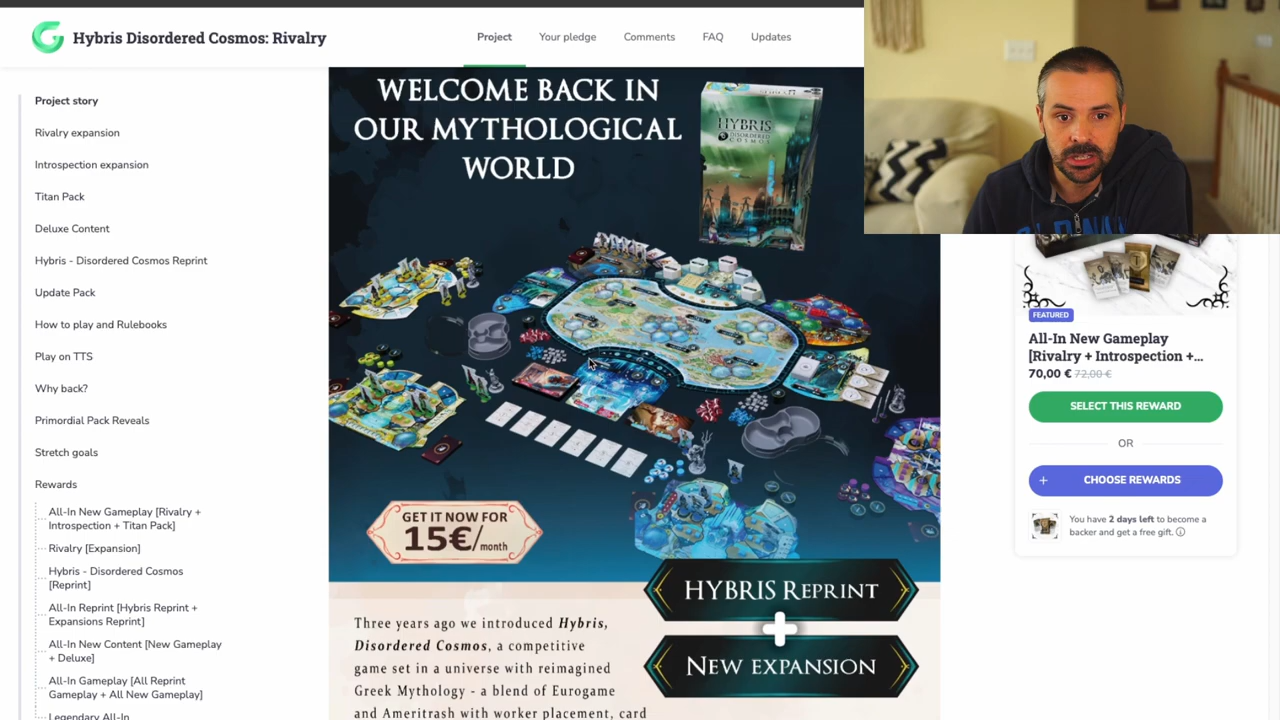 Hybris Disordered Cosmos: Rivalry
Project
Your pledge
Comments
FAQ
Updates
Project story
Rivalry expansion
Introspection expansion
Titan Pack
Deluxe Content
Hybris - Disordered Cosmos Reprint
Update Pack
How to play and Rulebooks
Play on TTS
Why back?
Primordial Pack Reveals
Stretch goals
Rewards
All-In New Gameplay [Rivalry +
Introspection + Titan Pack]
Rivalry [Expansion]
Hybris - Disordered Cosmos
[Reprint]
All-In Reprint [Hybris Reprint +
Expansions Reprint]
All-In New Content [New Gameplay
+ Deluxe]
All-In Gameplay [All Reprint
Gameplay + All New Gameplay]
Legendary All-In
WELCOME BACK IN
OUR MYTHOLOGICAL
WORLD
HYBRIS
DISORDERED
COSMOS
GET IT NOW FOR
15€/month
HYBRIS REPRINT
NEW EXPANSION
Three years ago we introduced Hybris,
Disordered Cosmos, a competitive
game set in a universe with reimagined
Greek Mythology - a blend of Eurogame
and Ameritrash with worker placement, card
FEATURED
All-In New Gameplay
[Rivalry + Introspection +...
70,00 € 72,00 €
SELECT THIS REWARD
OR
+ CHOOSE REWARDS
You have 2 days left to become a
backer and get a free gift.